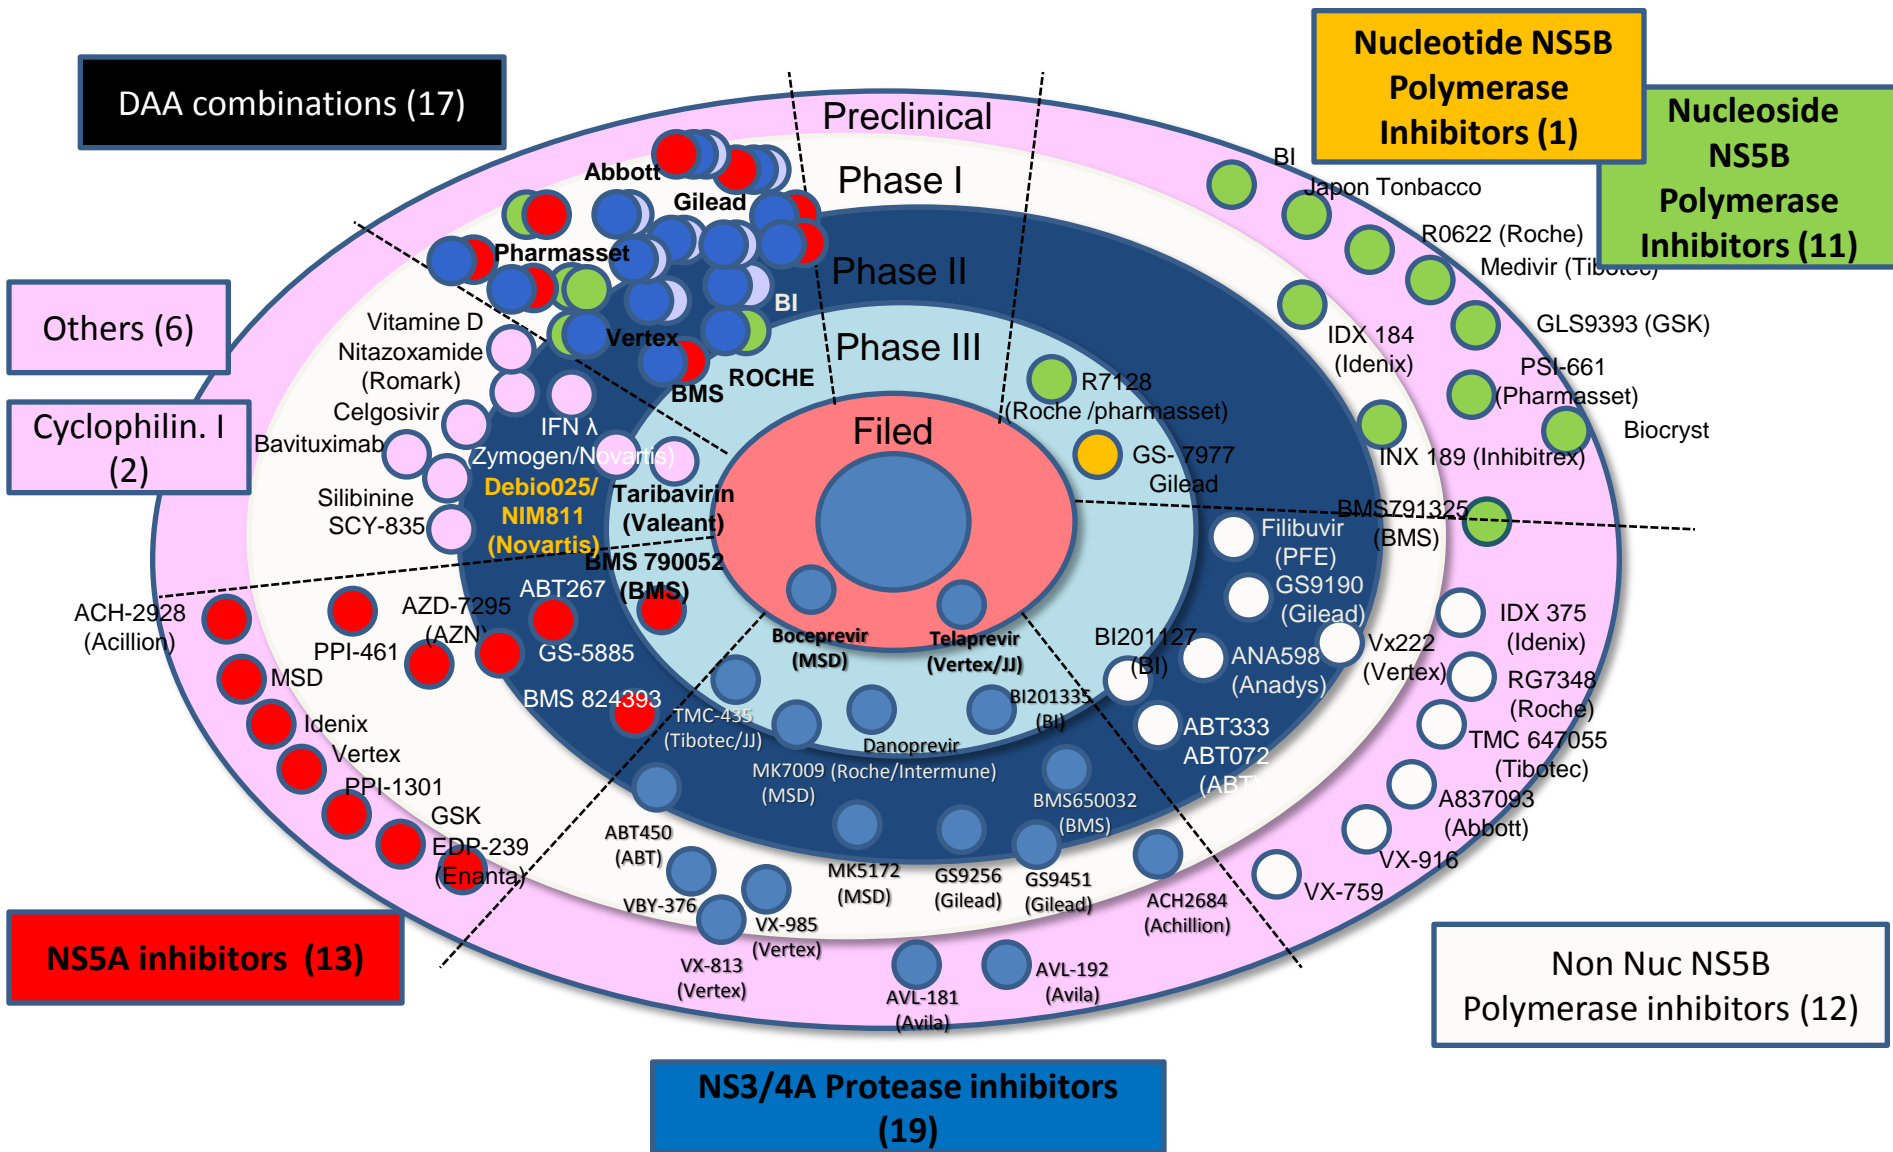 Nucleotide NS5B
Polymerase
Inhibitors (1)
DAA combinations (17)
Nucleoside
NS5B
Polymerase
Inhibitors (11)
Preclinical
Phase I
Phase II
Phase III
Filed
Abbott
Gilead
Pharmasset
BI
Vertex
BMS
ROCHE
BI
Japon Tonbacco
R0622 (Roche)
Medivir (Tibotec)
GLS9393 (GSK)
PSI-661
(Pharmasset)
Biocryst
IDX 184
(Idenix)
INX 189 (Inhibitrex)
R7128
(Roche /pharmasset)
GS- 7977
Gilead
BMS791325
(BMS)
Others (6)
Cyclophilin. I
(2)
Vitamine D
Nitazoxamide
(Romark)
Celgosivir
Bavituximab
Silibinine
SCY-835
IFN λ
(Zymogen/Novartis)
Debio025/
NIM811
(Novartis)
Taribavirin
(Valeant)
BMS 790052
(BMS)
ABT267
AZD-7295
(AZN)
GS-5885
PPI-461
BMS 824393
ACH-2928
(Acillion)
MSD
Idenix
Vertex
PPI-1301
GSK
EDP-239
(Enanta)
NS5A inhibitors  (13)
Boceprevir
(MSD)
Telaprevir
(Vertex/JJ)
TMC-435
(Tibotec/JJ)
Danoprevir
MK7009 (Roche/Intermune)
(MSD)
BI201335
(BI)
BMS650032
(BMS)
ABT450
(ABT)
VBY-376
VX-985
(Vertex)
VX-813
(Vertex)
MK5172
(MSD)
GS9256
(Gilead)
GS9451
(Gilead)
ACH2684
(Achillion)
AVL-181
(Avila)
AVL-192
(Avila)
Filibuvir
(PFE)
GS9190
(Gilead)
BI201127
(BI)
ANA598
(Anadys)
Vx222
(Vertex)
ABT333
ABT072
(ABT)
IDX 375
(Idenix)
RG7348
(Roche)
TMC 647055
(Tibotec)
A837093
(Abbott)
VX-916
VX-759
Non Nuc NS5B
Polymerase inhibitors (12)
NS3/4A Protease inhibitors
(19)